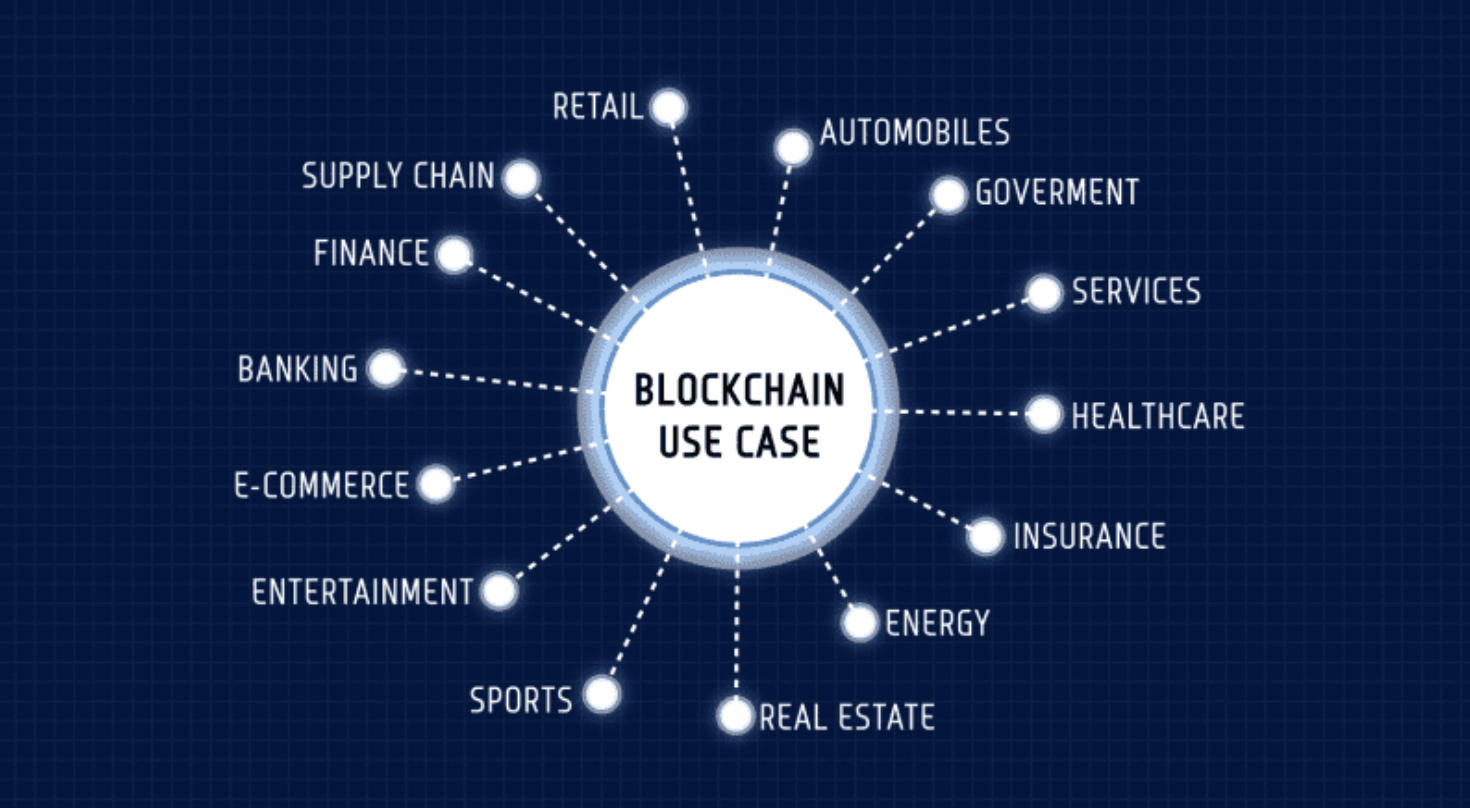 RETAIL
AUTOMOBILES
SUPPLY CHAIN
GOVERMENT
FINANCE
SERVICES
BANKING
BLOCKCHAIN
USE CASE
HEALTHCARE
E-COMMERCE
INSURANCE
ENTERTAINMENT
ENERGY
SPORTS
REAL ESTATE